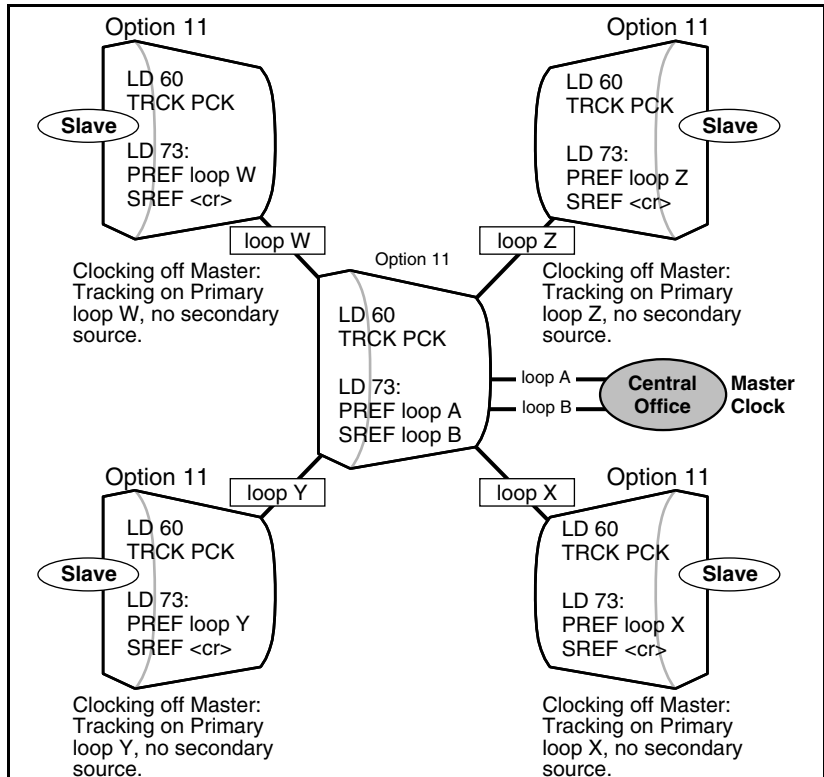 Option 11
LD 60
TRCK PCK
Slave
LD 73:
PREF loop W
SREF <cr>
loop W
Clocking off Master:
Tracking on Primary
loop W, no secondary
source.
Option 11
LD 60
TRCK PCK
Slave
LD 73:
PREF loop Z
SREF <cr>
loop Z
Clocking off Master:
Tracking on Primary
loop Z, no secondary
source.
Option 11
LD 60
TRCK PCK
LD 73:
PREF loop A
SREF loop B
loop A
loop B
Central
Office
Master
Clock
Option 11
loop Y
LD 60
TRCK PCK
Slave
LD 73:
PREF loop Y
SREF <cr>
Clocking off Master:
Tracking on Primary
loop Y, no secondary
source.
Option 11
loop X
LD 60
TRCK PCK
Slave
LD 73:
PREF loop X
SREF <cr>
Clocking off Master:
Tracking on Primary
loop X, no secondary
source.